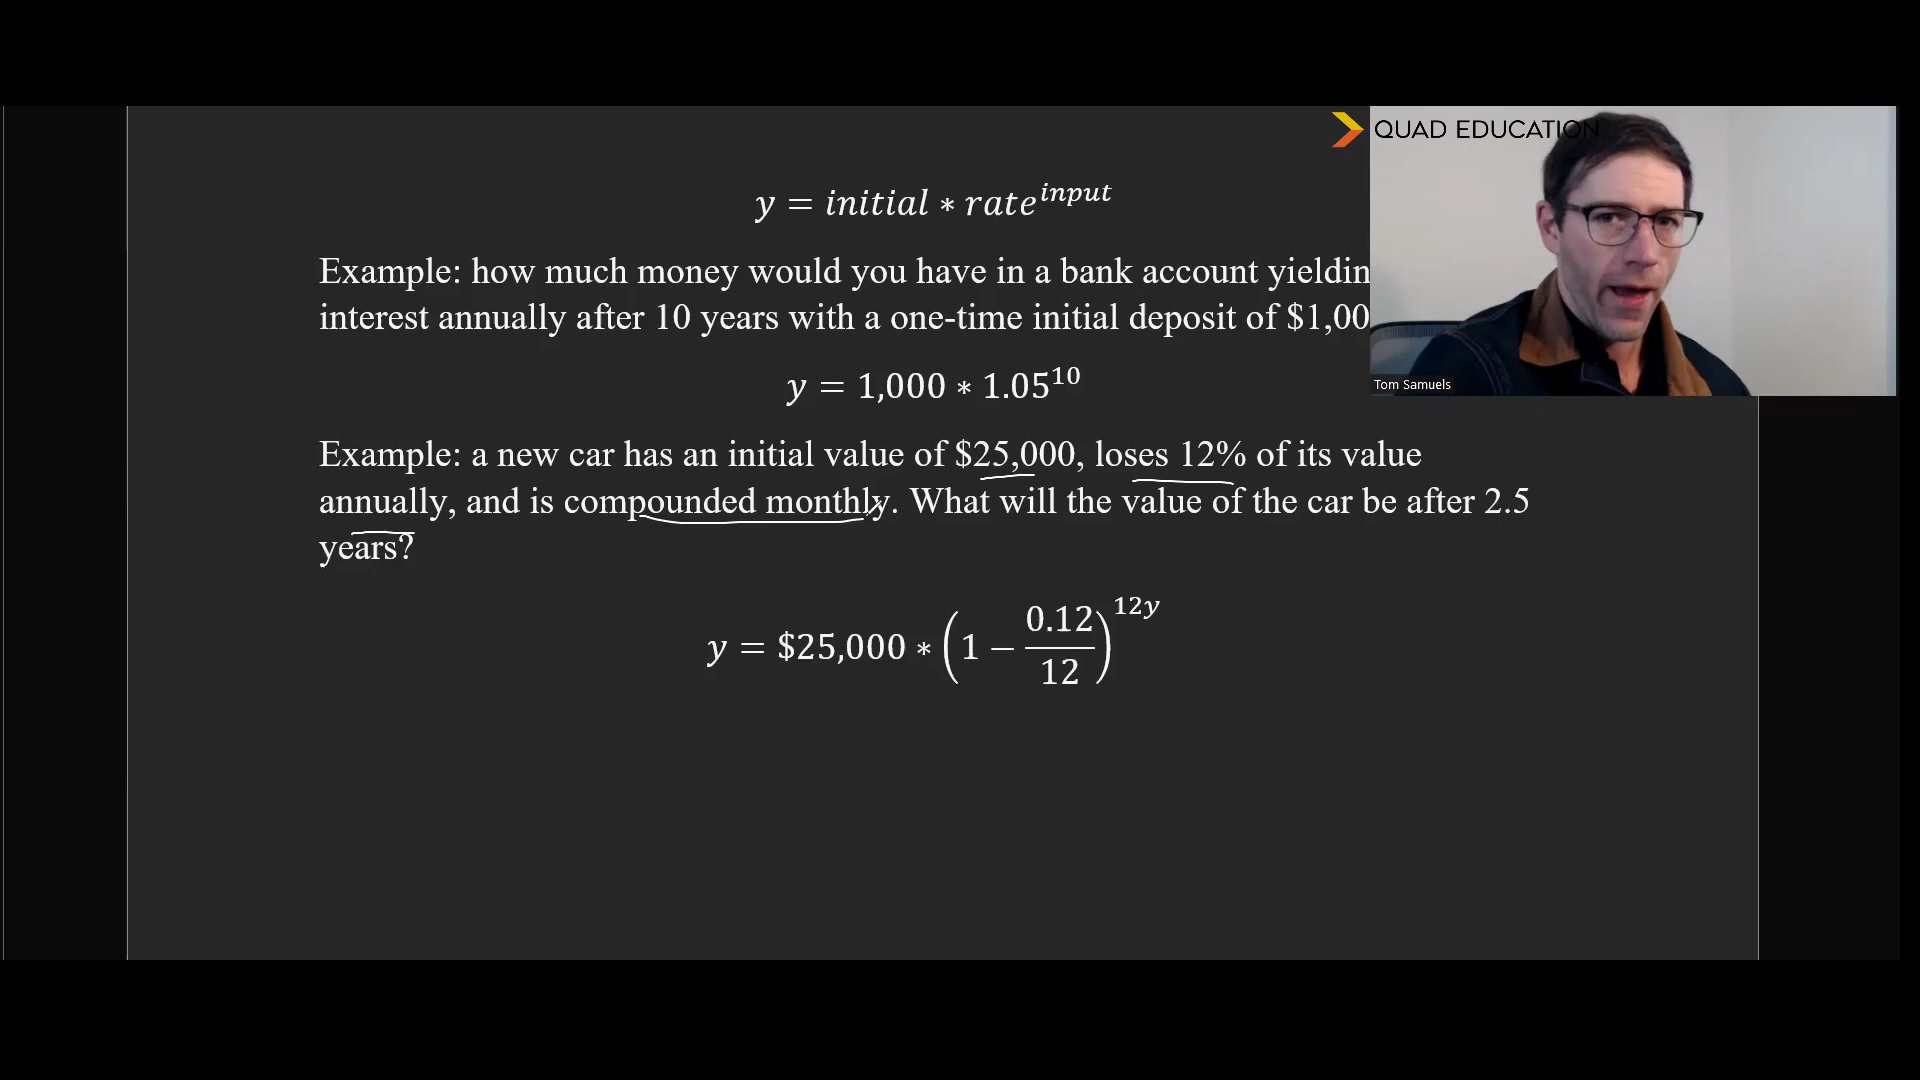 QUAD EDUCATION
y = initial * rate^input
Example: how much money would you have in a bank account yieldin
interest annually after 10 years with a one-time initial deposit of $1,00
Tom Samuels
y = 1,000 * 1.05^10
Example: a new car has an initial value of $25,000, loses 12% of its value
annually, and is compounded monthly. What will the value of the car be after 2.5
years?
y = $25,000 * (1 − 0.12/12)^12y